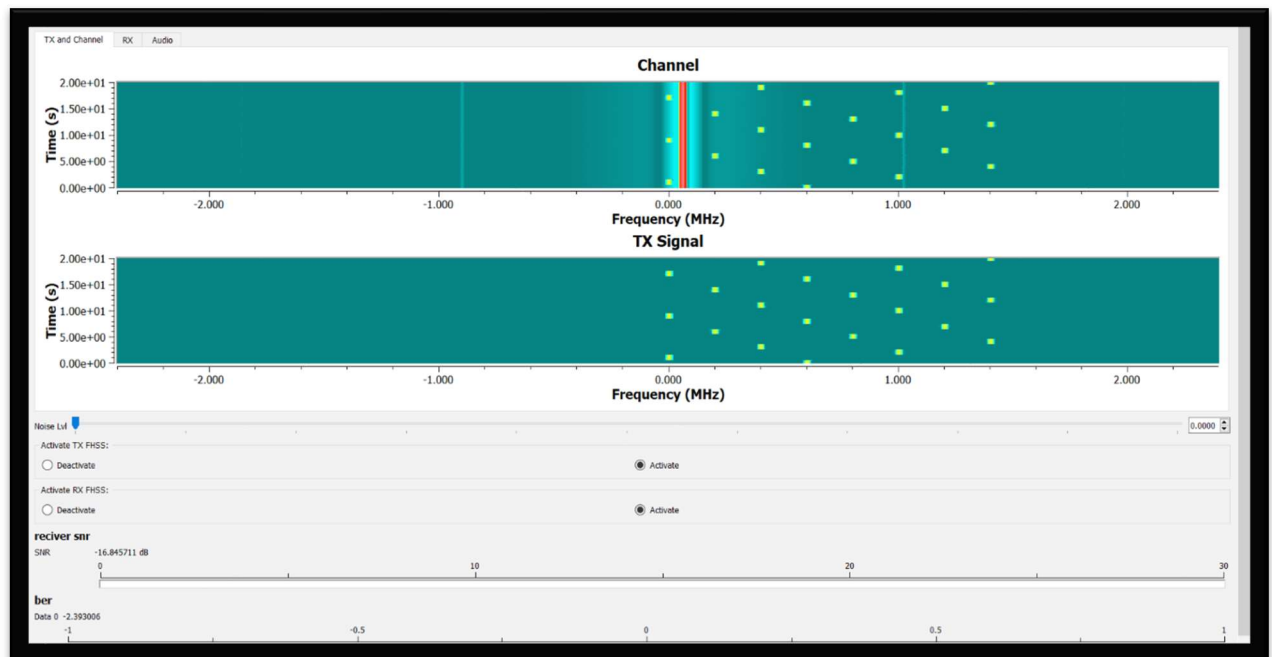 TX and Channel RX Audio
Channel
2.00e+01
1.50e+01
1.00e+01
5.00e+00
0.00e+00
Time (s)
-2.000 -1.000 0.000 1.000 2.000
Frequency (MHz)
TX Signal
2.00e+01
1.50e+01
1.00e+01
5.00e+00
0.00e+00
Time (s)
-2.000 -1.000 0.000 1.000 2.000
Frequency (MHz)
Noise Lvl 0.0000
Activate TX FHSS:
Deactivate Activate
Activate RX FHSS:
Deactivate Activate
reciver snr
SNR -16.845711 dB
0 10 20 30
ber
Data 0 -2.393006
-1 -0.5 0 0.5 1